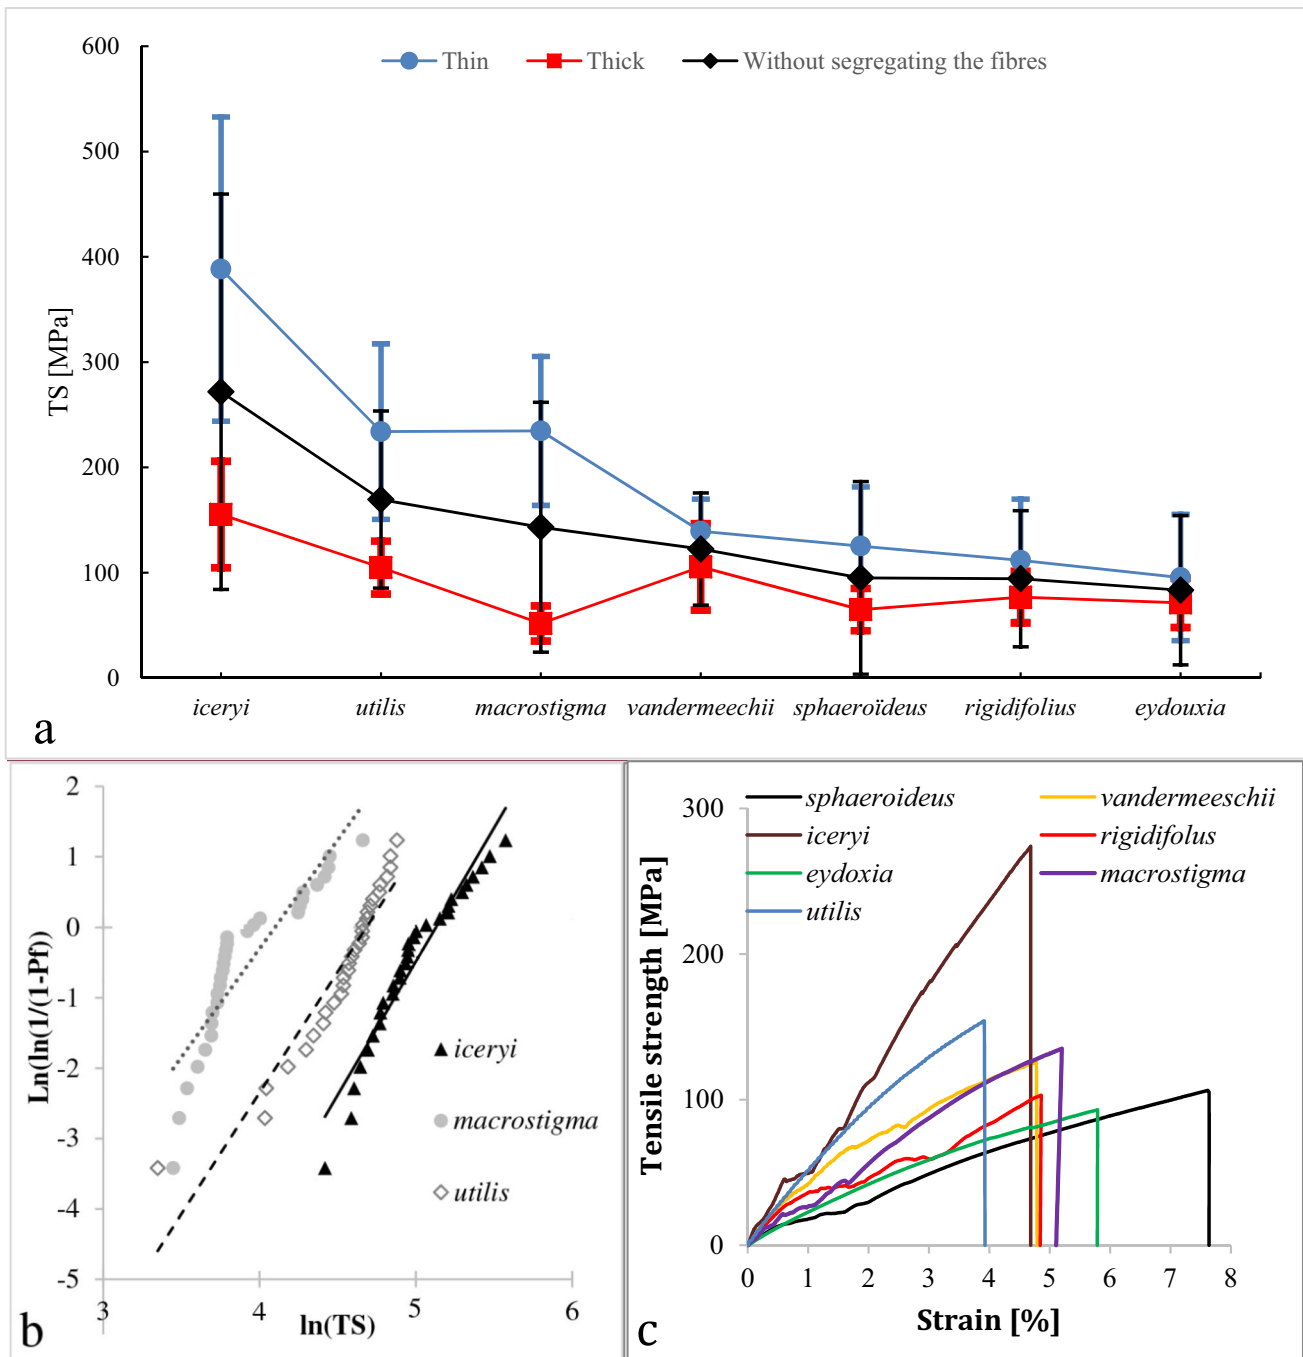 600
500
400
300
200
100
0
TS [MPa]
Thin
Thick
Without segregating the fibres
iceryi
utilis
macrostigma
vandermeechii
sphaeroïdeus
rigidifolius
eydouxia
a
2
1
0
-1
-2
-3
-4
-5
Ln(ln(1/(1-Pf))
iceryi
macrostigma
utilis
3
4
5
6
ln(TS)
b
300
200
100
0
Tensile strength [MPa]
sphaeroideus
vandermeeschii
iceryi
rigidifolus
eydoxia
macrostigma
utilis
0
1
2
3
4
5
6
7
8
Strain [%]
c